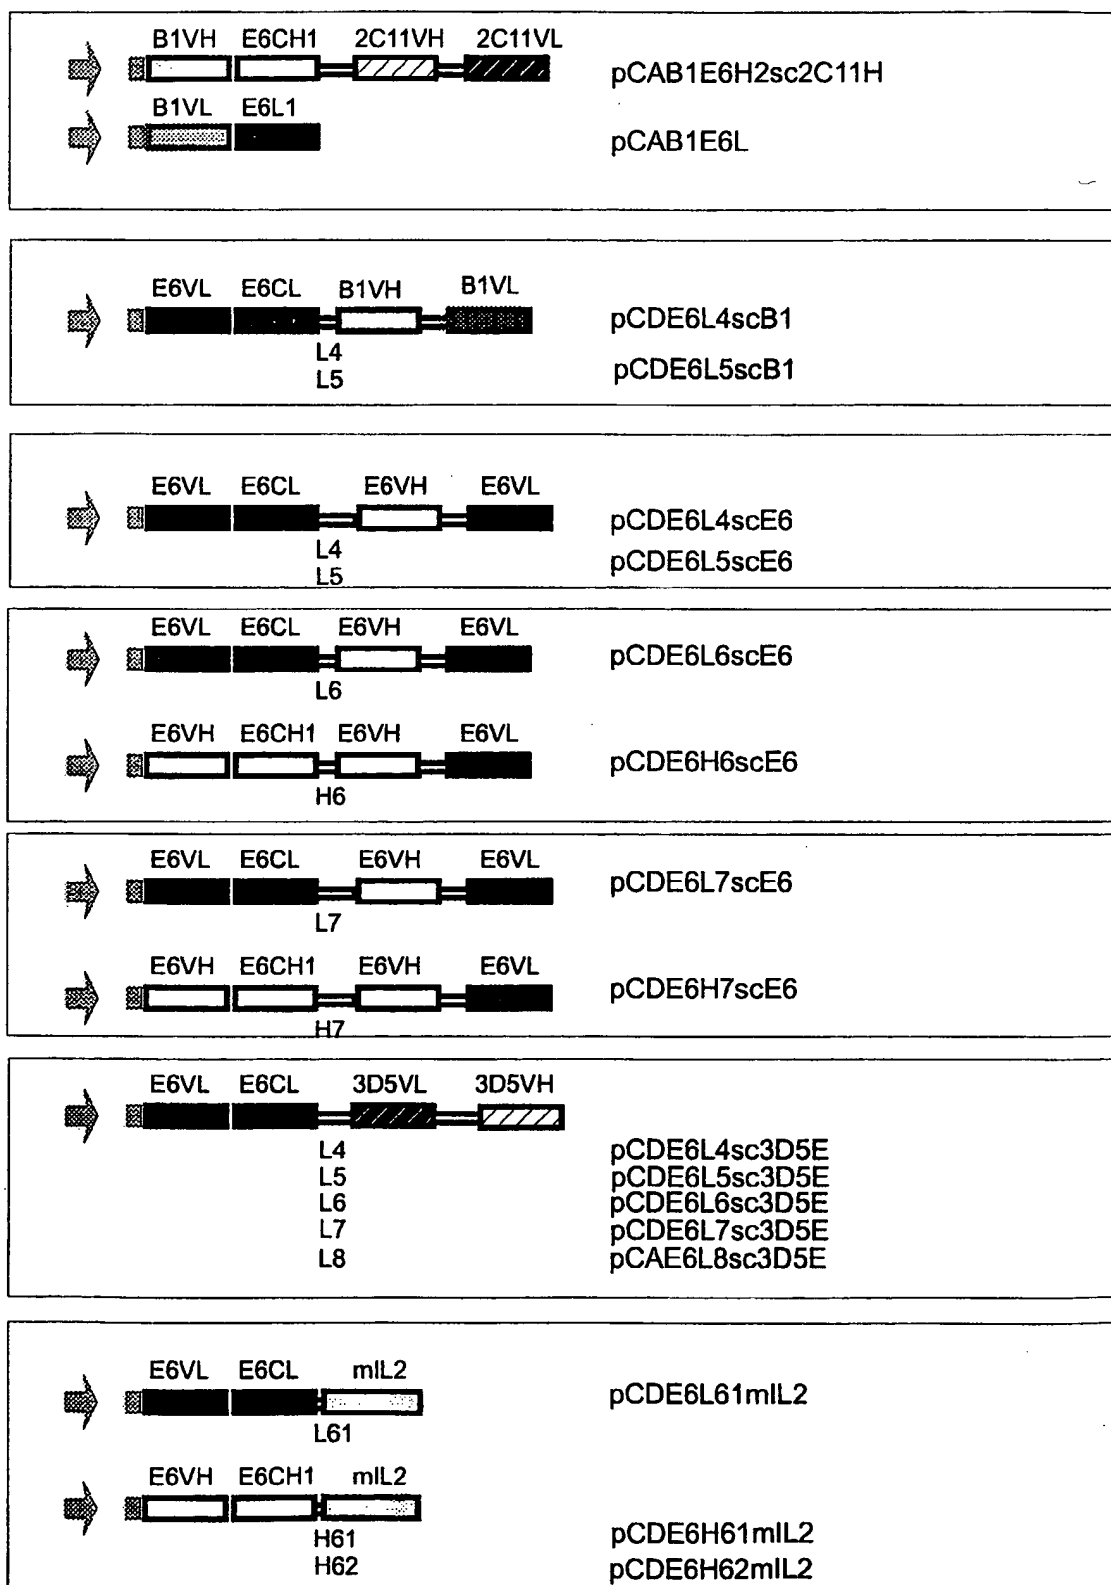 B1VH E6CH1 2C11VH 2C11VL
pCAB1E6H2sc2C11H
B1VL E6L1
pCAB1E6L
E6VL E6CL B1VH B1VL
pCDE6L4scB1
L4
L5
pCDE6L5scB1
E6VL E6CL E6VH E6VL
pCDE6L4scE6
L4
L5
pCDE6L5scE6
E6VL E6CL E6VH E6VL
pCDE6L6scE6
L6
E6VH E6CH1 E6VH E6VL
pCDE6H6scE6
H6
E6VL E6CL E6VH E6VL
pCDE6L7scE6
L7
E6VH E6CH1 E6VH E6VL
pCDE6H7scE6
H7
E6VL E6CL 3D5VL 3D5VH
L4 pCDE6L4sc3D5E
L5 pCDE6L5sc3D5E
L6 pCDE6L6sc3D5E
L7 pCDE6L7sc3D5E
L8 pCAE6L8sc3D5E
E6VL E6CL mIL2
pCDE6L61mIL2
L61
E6VH E6CH1 mIL2
H61 pCDE6H61mIL2
H62 pCDE6H62mIL2